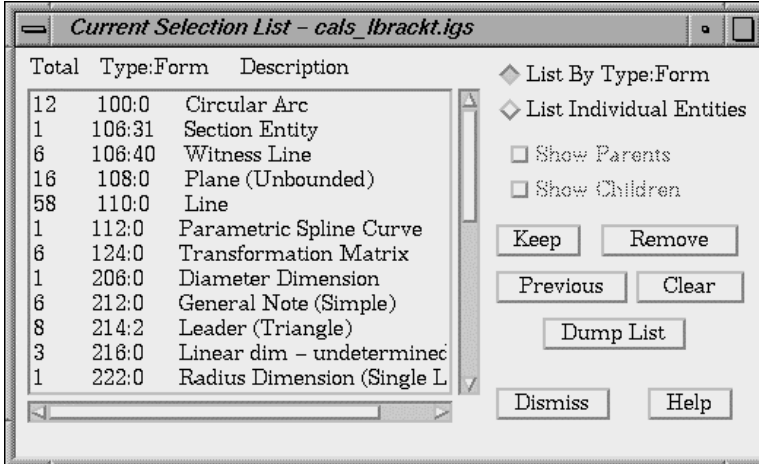 Current Selection List – cals_lbrackt.igs
Total Type:Form Description
12 100:0 Circular Arc
1 106:31 Section Entity
6 106:40 Witness Line
16 108:0 Plane (Unbounded)
58 110:0 Line
1 112:0 Parametric Spline Curve
6 124:0 Transformation Matrix
1 206:0 Diameter Dimension
6 212:0 General Note (Simple)
8 214:2 Leader (Triangle)
3 216:0 Linear dim – undetermined
1 222:0 Radius Dimension (Single L
List By Type:Form
List Individual Entities
Show Parents
Show Children
Keep Remove
Previous Clear
Dump List
Dismiss Help